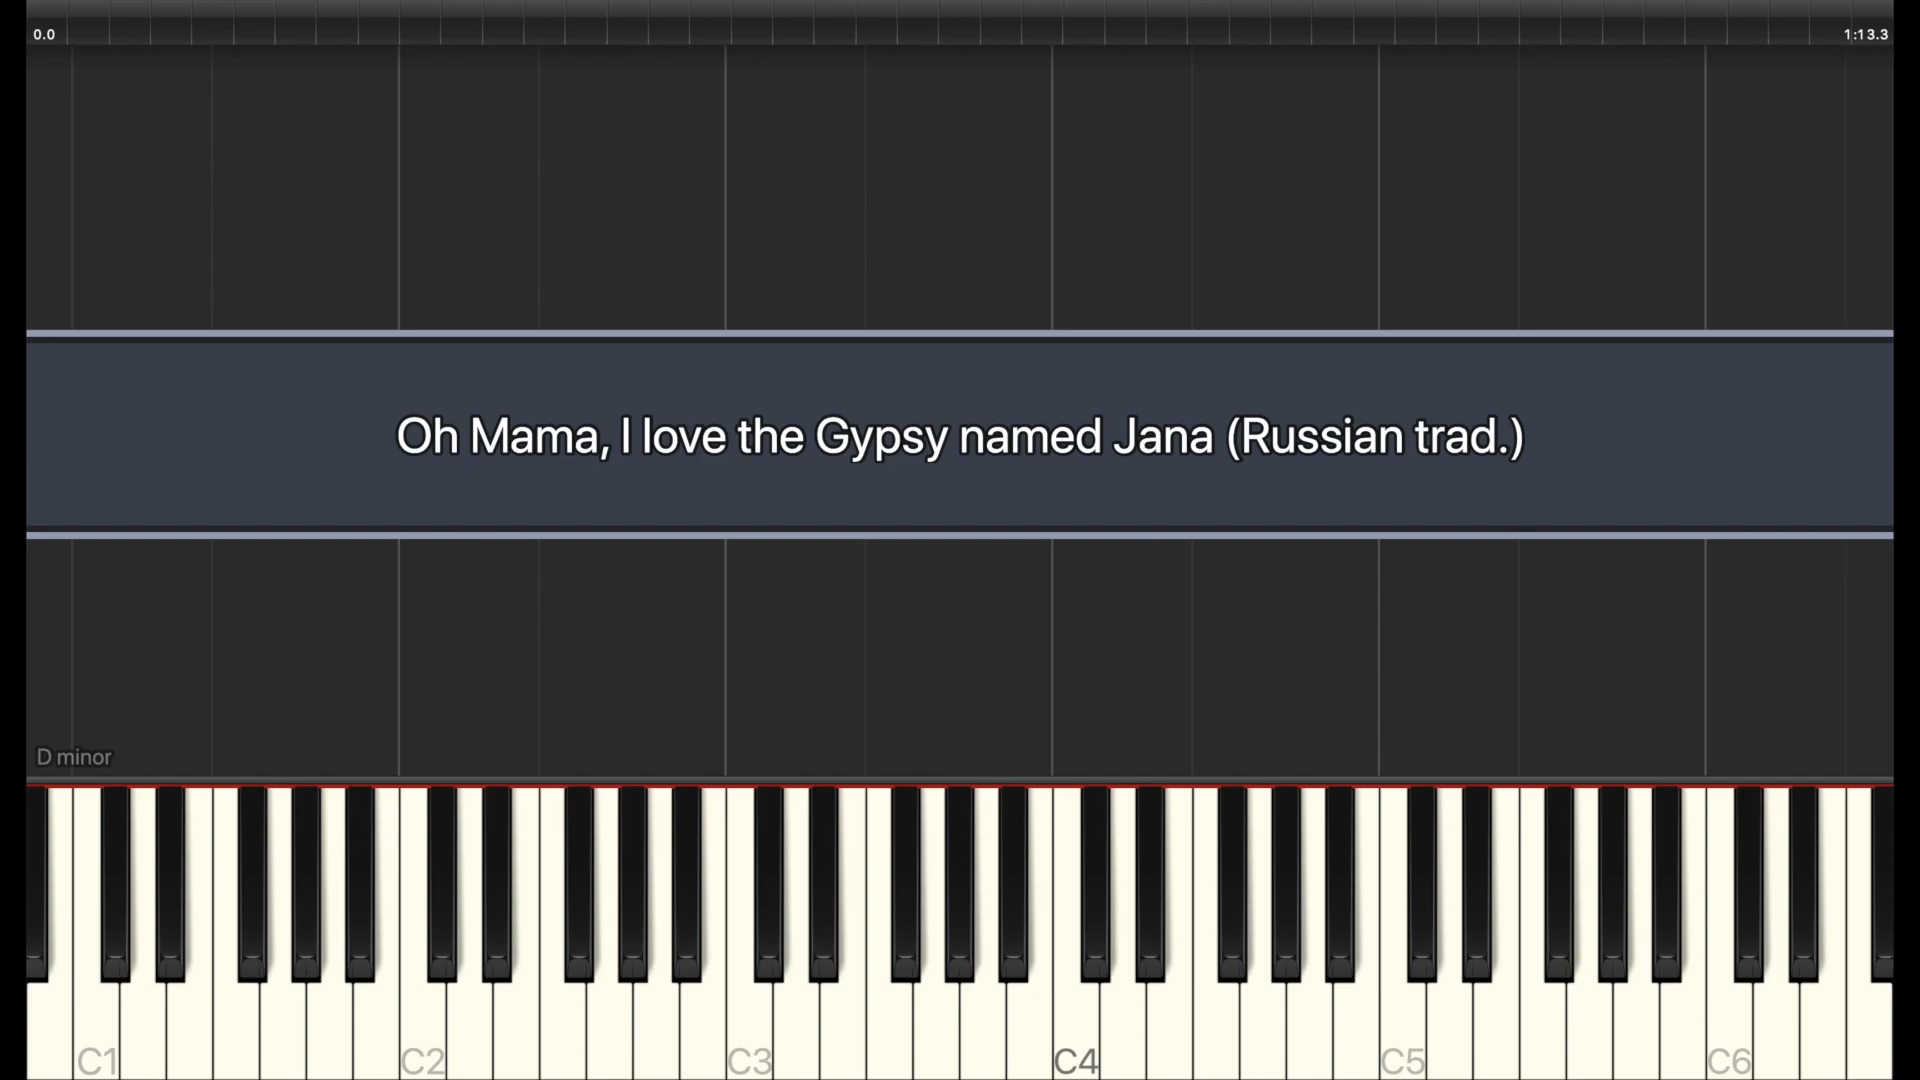 0.0
1:13.3
Oh Mama, I love the Gypsy named Jana (Russian trad.)
D minor
C1 C2 C3 C4 C5 C6